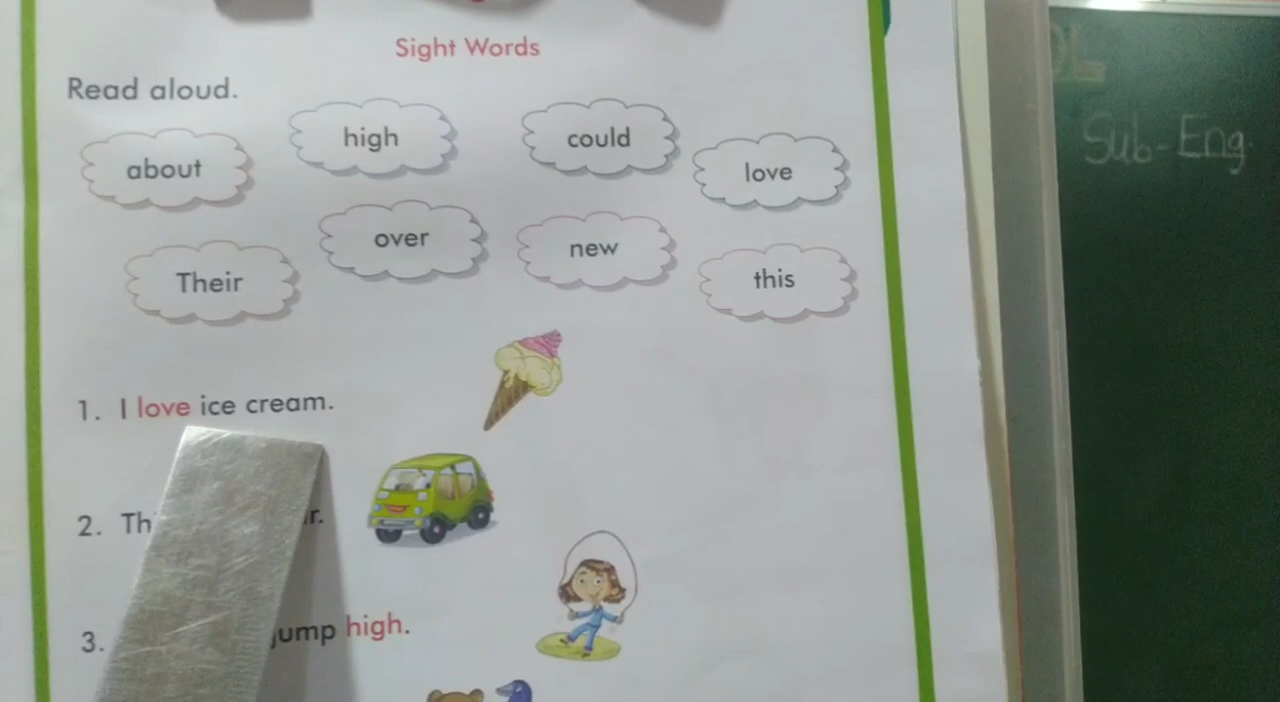 Sight Words
Read aloud.
about high could love
Their over new this
1. I love ice cream.
2. Th r.
3. jump high.
Sub-Eng